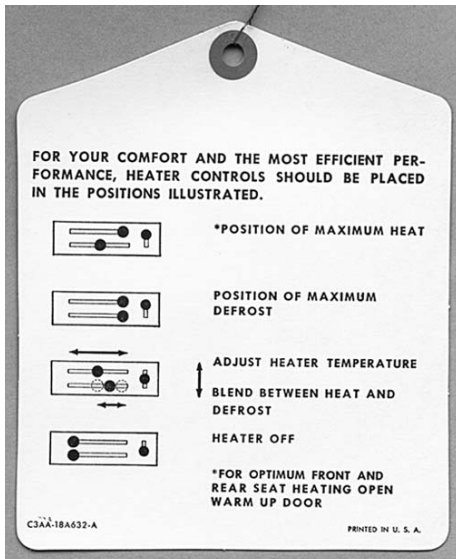 FOR YOUR COMFORT AND THE MOST EFFICIENT PER-
FORMANCE, HEATER CONTROLS SHOULD BE PLACED
IN THE POSITIONS ILLUSTRATED.
*POSITION OF MAXIMUM HEAT
POSITION OF MAXIMUM
DEFROST
ADJUST HEATER TEMPERATURE
BLEND BETWEEN HEAT AND
DEFROST
HEATER OFF
*FOR OPTIMUM FRONT AND
REAR SEAT HEATING OPEN
WARM UP DOOR
C3AA-18A632-A
PRINTED IN U. S. A.